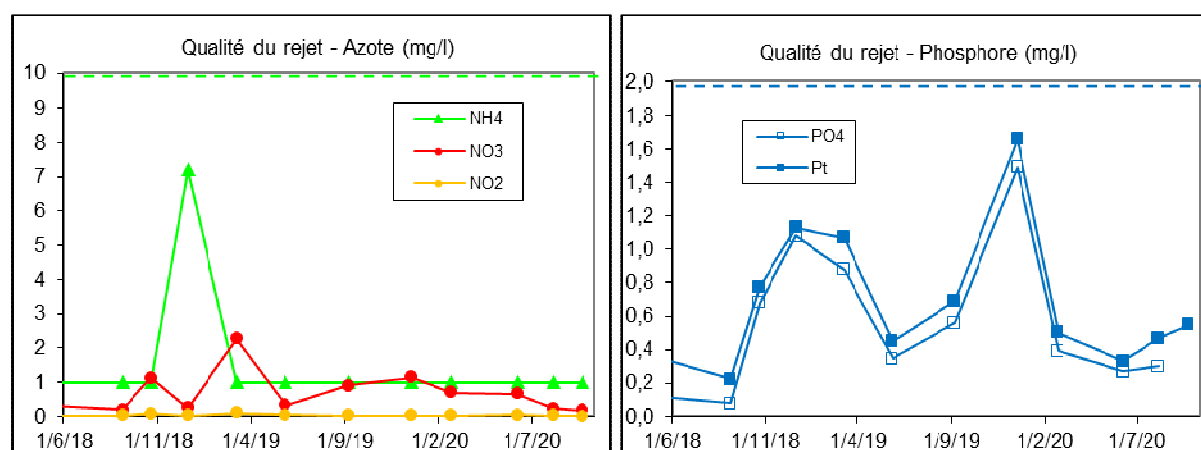 Qualité du rejet - Azote (mg/l)
10
9
8
7
6
5
4
3
2
1
0
NH4
NO3
NO2
1/6/18 1/11/18 1/4/19 1/9/19 1/2/20 1/7/20
Qualité du rejet - Phosphore (mg/l)
2,0
1,8
1,6
1,4
1,2
1,0
0,8
0,6
0,4
0,2
0,0
PO4
Pt
1/6/18 1/11/18 1/4/19 1/9/19 1/2/20 1/7/20